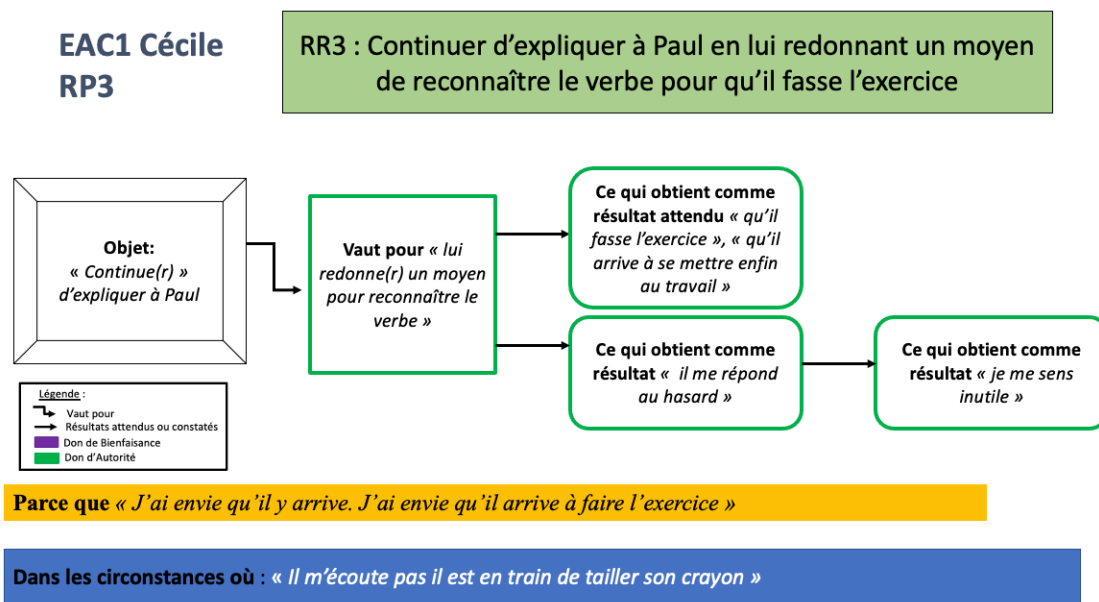 EAC1 Cécile
RP3
RR3 : Continuer d’expliquer à Paul en lui redonnant un moyen
de reconnaître le verbe pour qu’il fasse l’exercice
Objet:
« Continue(r) »
d’expliquer à Paul
Vaut pour « lui
redonne(r) un moyen
pour reconnaître le
verbe »
Ce qui obtient comme
résultat attendu « qu’il
fasse l’exercice », « qu’il
arrive à se mettre enfin
au travail »
Ce qui obtient comme
résultat « il me répond
au hasard »
Ce qui obtient comme
résultat « je me sens
inutile »
Légende :
Vaut pour
Résultats attendus ou constatés
Don de Bienfaisance
Don d’Autorité
Parce que « J’ai envie qu’il y arrive. J’ai envie qu’il arrive à faire l’exercice »
Dans les circonstances où : « Il m’écoute pas il est en train de tailler son crayon »